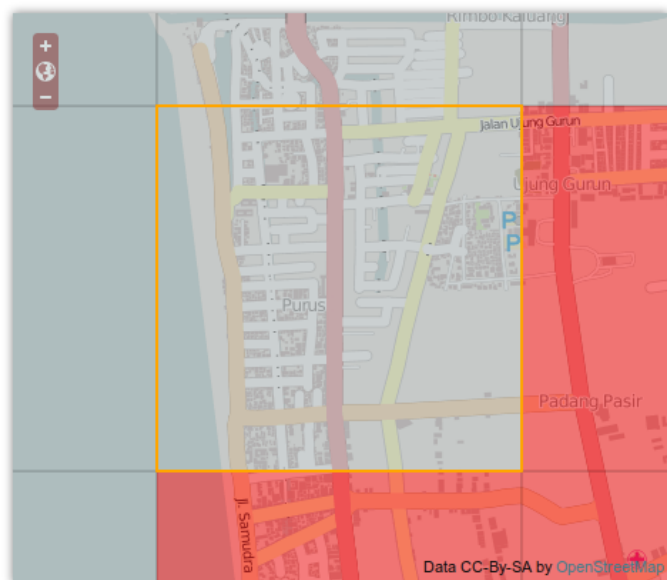 +
−
Rimbo Kaluang
Jalan Ujung Gurun
Ujung Gurun
P
P
Purus
Padang Pasir
Jl. Samudra
Data CC-By-SA by OpenStreetMap